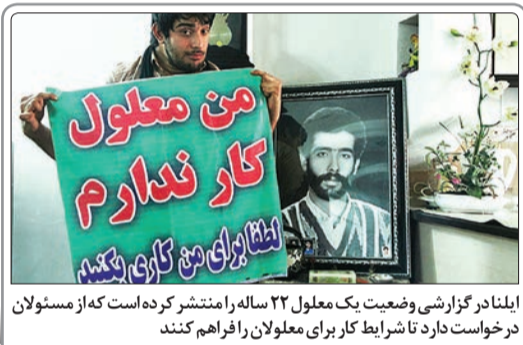 من معلول
کار ندارم
لطفا برای من کاری بکنید
ایلنا در گزارشی وضعیت یک معلول ۲۲ ساله را منتشر کرده است که از مسئولان
درخواست دارد تا شرایط کار برای معلولان را فراهم کنند